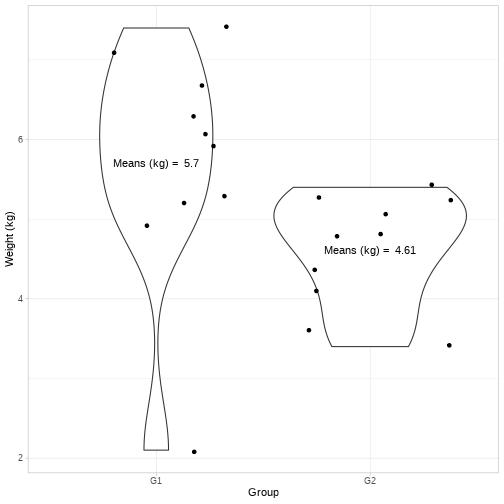 6
Means (kg) =  5.7
Means (kg) =  4.61
Weight (kg)
4
2
G1
G2
Group